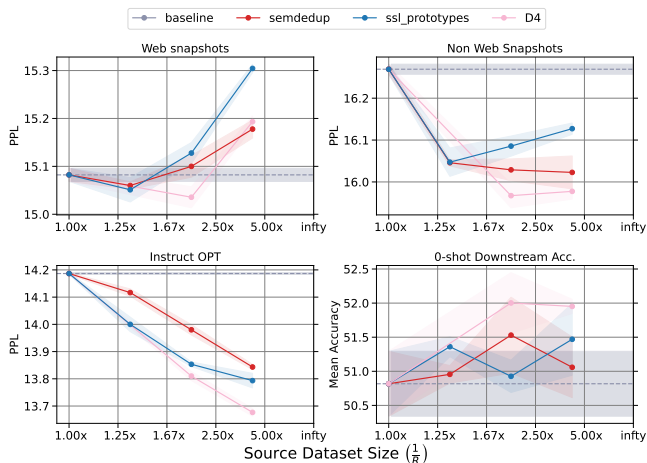 baseline semdedup ssl_prototypes D4
Web snapshots
PPL
15.3
15.2
15.1
15.0
1.00x 1.25x 1.67x 2.50x 5.00x infty
Non Web Snapshots
PPL
16.2
16.1
16.0
1.00x 1.25x 1.67x 2.50x 5.00x infty
Instruct OPT
PPL
14.2
14.1
14.0
13.9
13.8
13.7
1.00x 1.25x 1.67x 2.50x 5.00x infty
0-shot Downstream Acc.
Mean Accuracy
52.5
52.0
51.5
51.0
50.5
1.00x 1.25x 1.67x 2.50x 5.00x infty
Source Dataset Size (1/R)